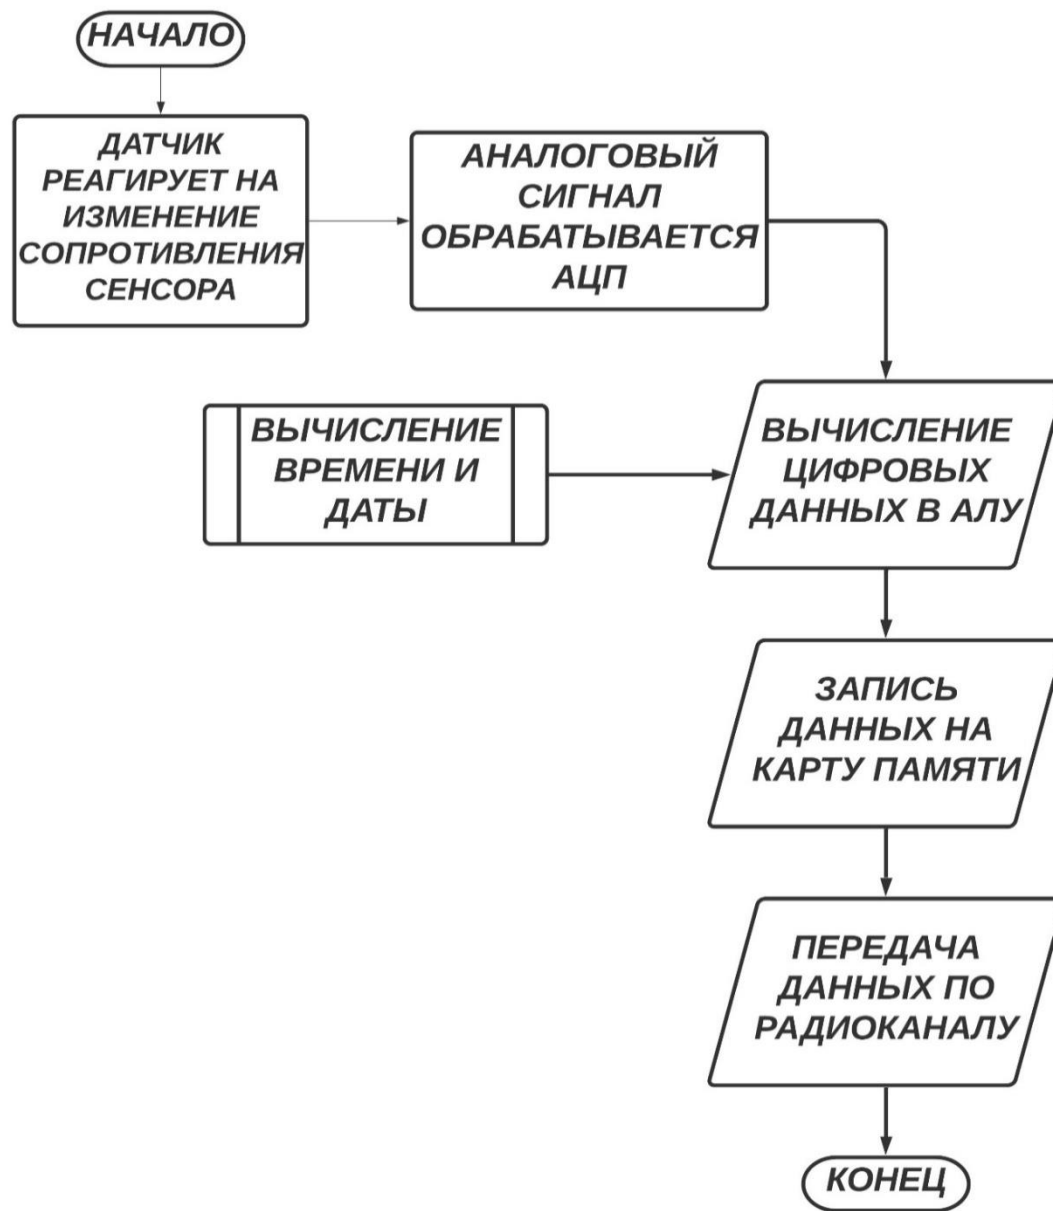 НАЧАЛО
ДАТЧИК
РЕАГИРУЕТ НА
ИЗМЕНЕНИЕ
СОПРОТИВЛЕНИЯ
СЕНСОРА
АНАЛОГОВЫЙ
СИГНАЛ
ОБРАБАТЫВАЕТСЯ
АЦП
ВЫЧИСЛЕНИЕ
ВРЕМЕНИ И
ДАТЫ
ВЫЧИСЛЕНИЕ
ЦИФРОВЫХ
ДАННЫХ В АЛУ
ЗАПИСЬ
ДАННЫХ НА
КАРТУ ПАМЯТИ
ПЕРЕДАЧА
ДАННЫХ ПО
РАДИОКАНАЛУ
КОНЕЦ